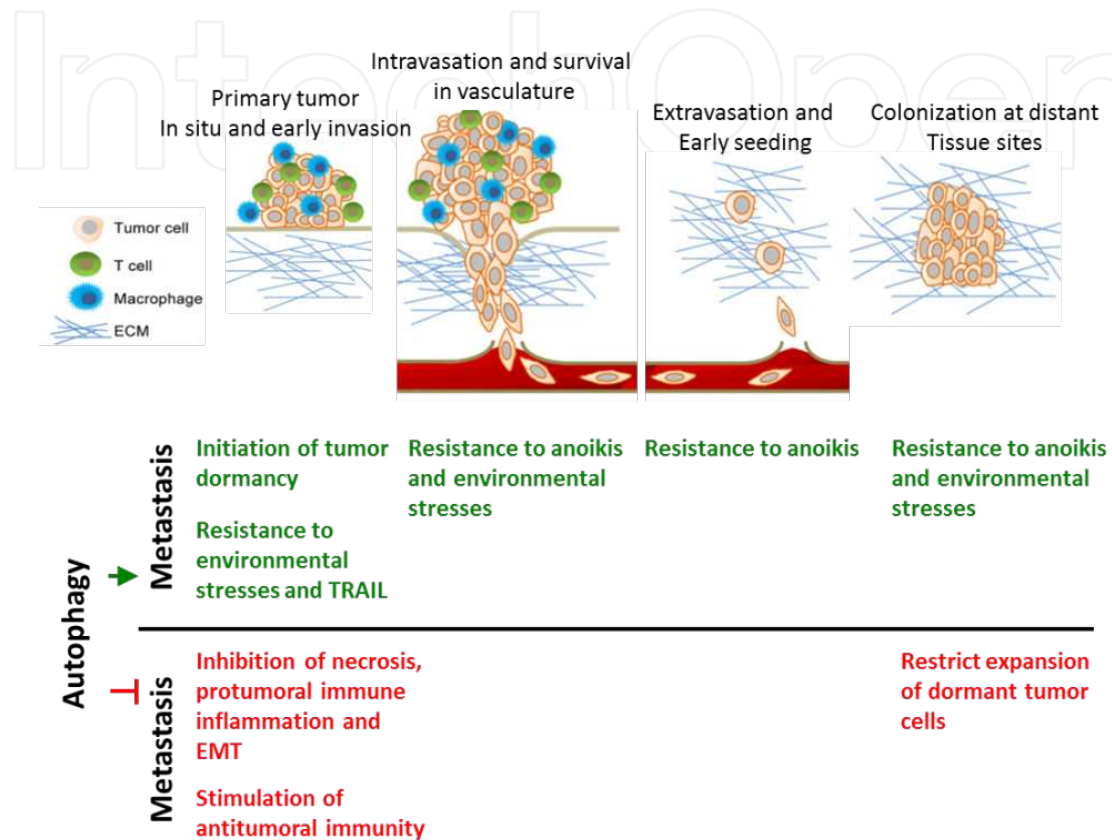 IntechOpen
Intravasation and survival
in vasculature
Primary tumor
In situ and early invasion
Extravasation and
Early seeding
Colonization at distant
Tissue sites
Tumor cell
T cell
Macrophage
ECM
Autophagy
Metastasis
Initiation of tumor
dormancy
Resistance to
environmental
stresses and TRAIL
Resistance to anoikis
and environmental
stresses
Resistance to anoikis
Resistance to anoikis
and environmental
stresses
Metastasis
Inhibition of necrosis,
protumoral immune
inflammation and
EMT
Stimulation of
antitumoral immunity
Restrict expansion
of dormant tumor
cells